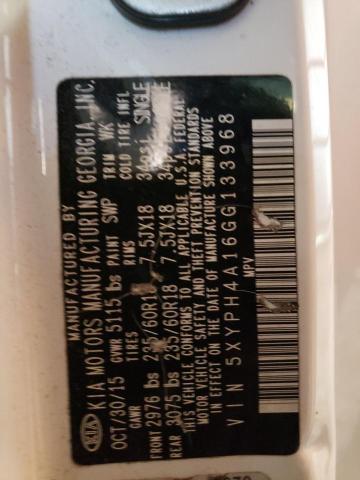 MANUFACTURED BY
KIA KIA MOTORS MANUFACTURING GEORGIA, INC.
OCT/30/15 GVWR 5115 lbs PAINT SWP TRIM WK
GAWR TIRES RIMS COLD TIRE INFL
FRONT 2976 lbs 235/60R18 7.5JX18 SINGLE
REAR 3075 lbs 235/60R18 7.5JX18
THIS VEHICLE CONFORMS TO ALL APPLICABLE U.S.A. FEDERAL
MOTOR VEHICLE SAFETY AND THEFT PREVENTION STANDARDS
IN EFFECT ON THE DATE OF MANUFACTURE SHOWN ABOVE
VIN 5XYPH4A16GG133968
MPV